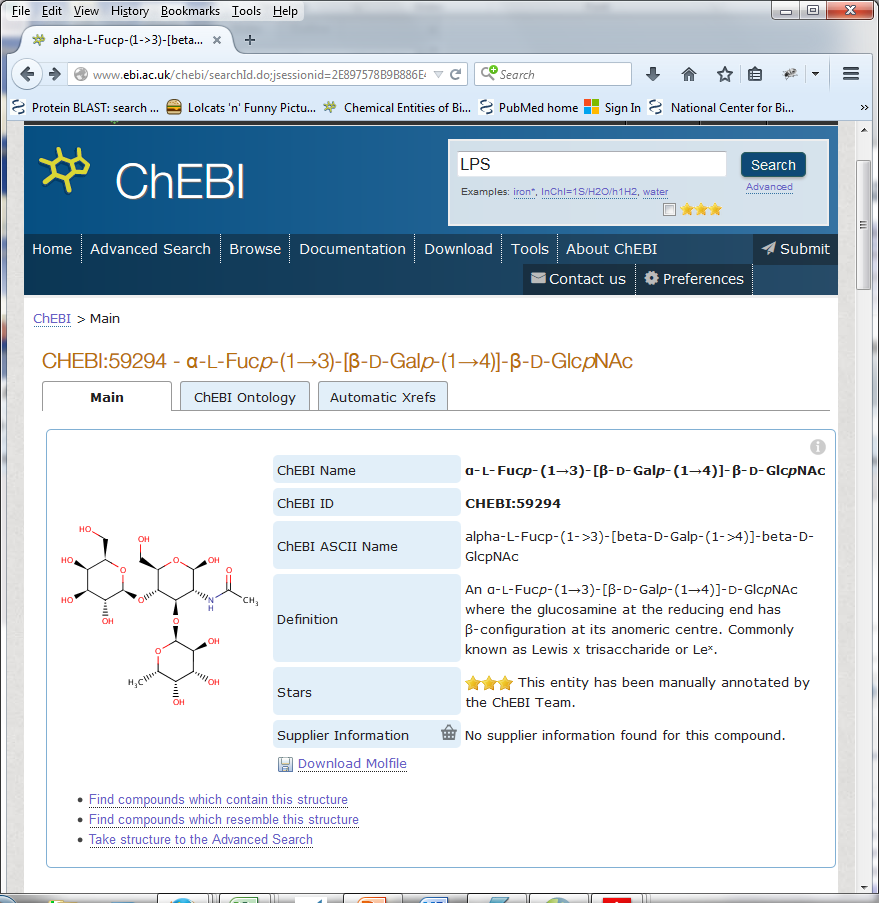 File Edit View History Bookmarks Tools Help
alpha-L-Fucp-(1->3)-[beta...
www.ebi.ac.uk/chebi/searchId.do;jsessionid=2E897578B9B886E4
Search
Protein BLAST: search ... Lolcats 'n' Funny Pictu... Chemical Entities of Bi... PubMed home Sign In National Center for Bi... »
ChEBI
LPS
Search
Examples: iron*, InChI=1S/H2O/h1H2, water
Advanced
Home Advanced Search Browse Documentation Download Tools About ChEBI Submit
Contact us Preferences
ChEBI > Main
CHEBI:59294 - α-L-Fucp-(1→3)-[β-D-Galp-(1→4)]-β-D-GlcpNAc
Main ChEBI Ontology Automatic Xrefs
ChEBI Name α-L-Fucp-(1→3)-[β-D-Galp-(1→4)]-β-D-GlcpNAc
ChEBI ID CHEBI:59294
ChEBI ASCII Name alpha-L-Fucp-(1->3)-[beta-D-Galp-(1->4)]-beta-D-
GlcpNAc
Definition An α-L-Fucp-(1→3)-[β-D-Galp-(1→4)]-D-GlcpNAc
where the glucosamine at the reducing end has
β-configuration at its anomeric centre. Commonly
known as Lewis x trisaccharide or Leˣ.
Stars This entity has been manually annotated by
the ChEBI Team.
Supplier Information No supplier information found for this compound.
Download Molfile
HO
OH
HO
O
O
OH
O
HO
O
N
H
CH₃
OH
O
O
OH
H₃C
OH
OH
Find compounds which contain this structure
Find compounds which resemble this structure
Take structure to the Advanced Search